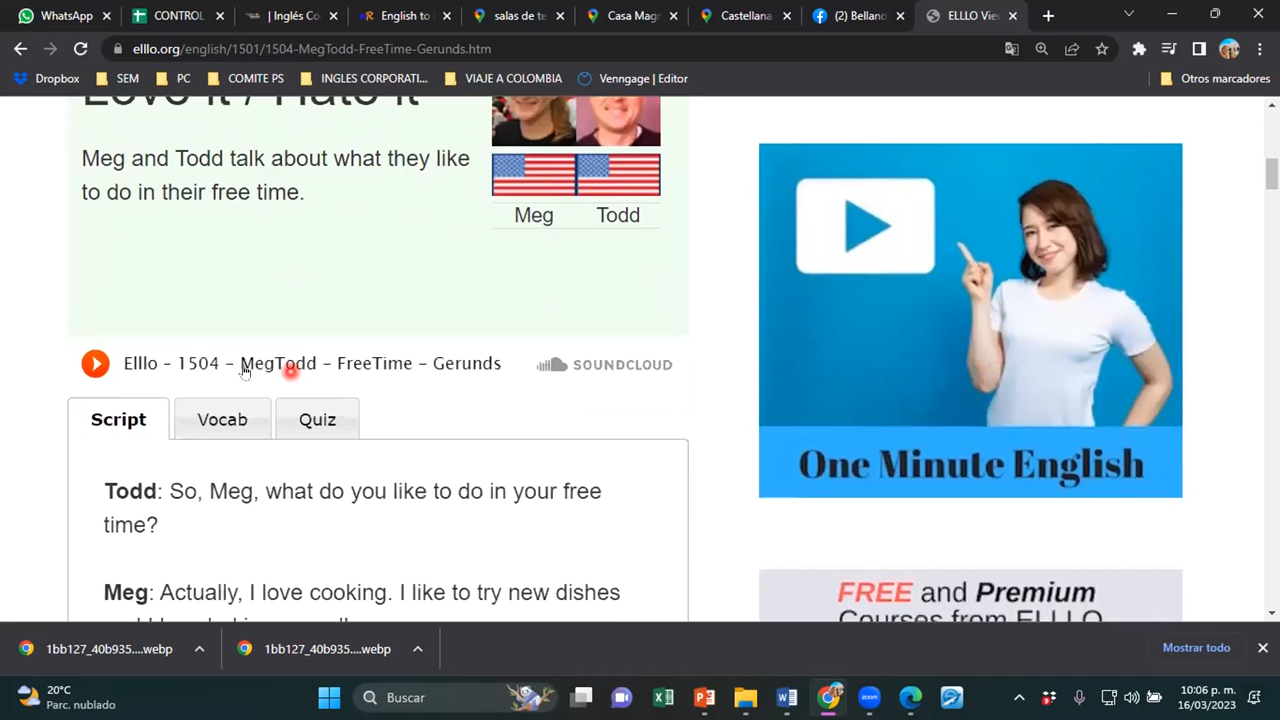 WhatsApp
CONTROL
| Inglés Co
English to
salas de te
Casa Magr
Castellana
(2) Bellano
ELLLO Vie
elllo.org/english/1501/1504-MegTodd-FreeTime-Gerunds.htm
Dropbox
SEM
PC
COMITE PS
INGLES CORPORATI...
VIAJE A COLOMBIA
Venngage | Editor
Otros marcadores
Love it / Hate it
Meg and Todd talk about what they like
to do in their free time.
Meg
Todd
Elllo - 1504 - MegTodd - FreeTime - Gerunds
SOUNDCLOUD
Script
Vocab
Quiz
Todd: So, Meg, what do you like to do in your free
time?
Meg: Actually, I love cooking. I like to try new dishes
One Minute English
FREE and Premium
Courses from ELLLO
1bb127_40b935....webp
1bb127_40b935....webp
Mostrar todo
20°C
Parc. nublado
Buscar
10:06 p. m.
16/03/2023